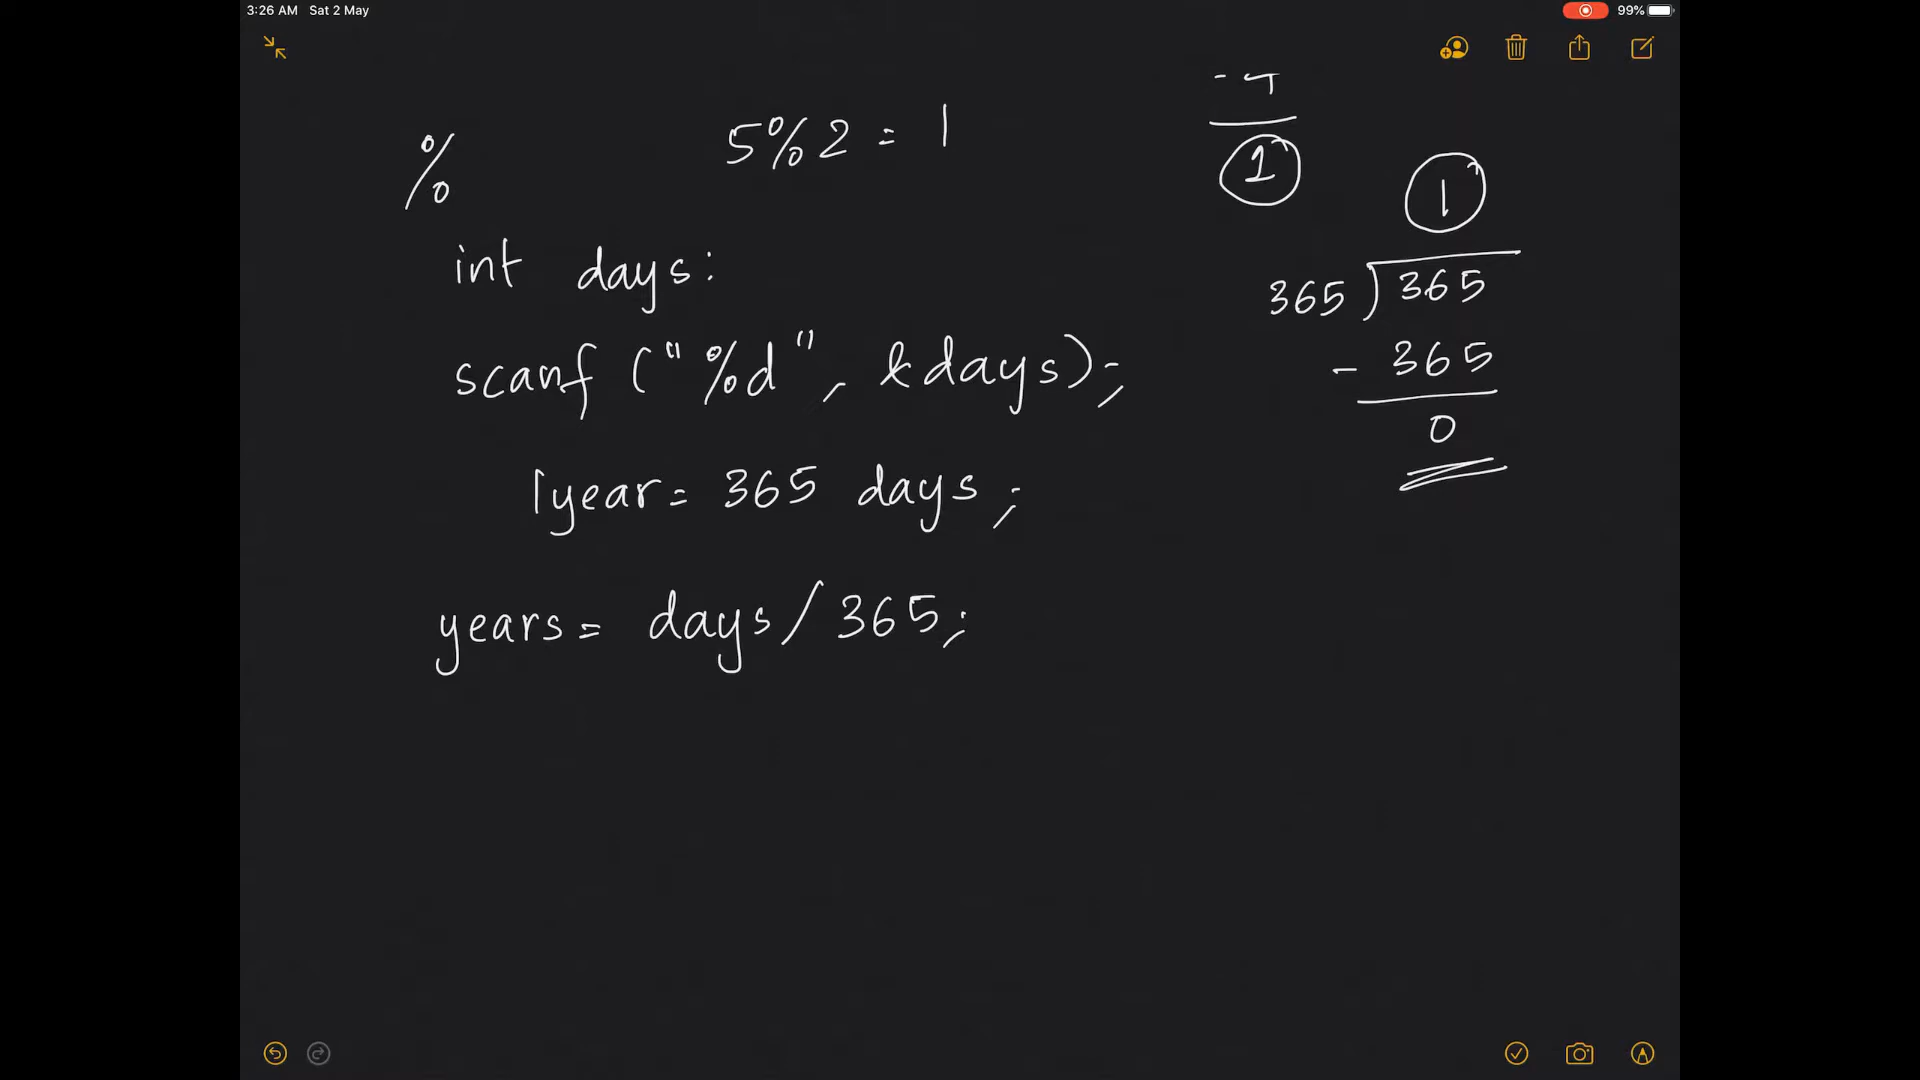 3:26 AM Sat 2 May
99%
- 4
% 5%2 = 1
1
1
int days:
365 ) 365
scanf ("%d", &days);
- 365
0
1year = 365 days;
years = days/365;